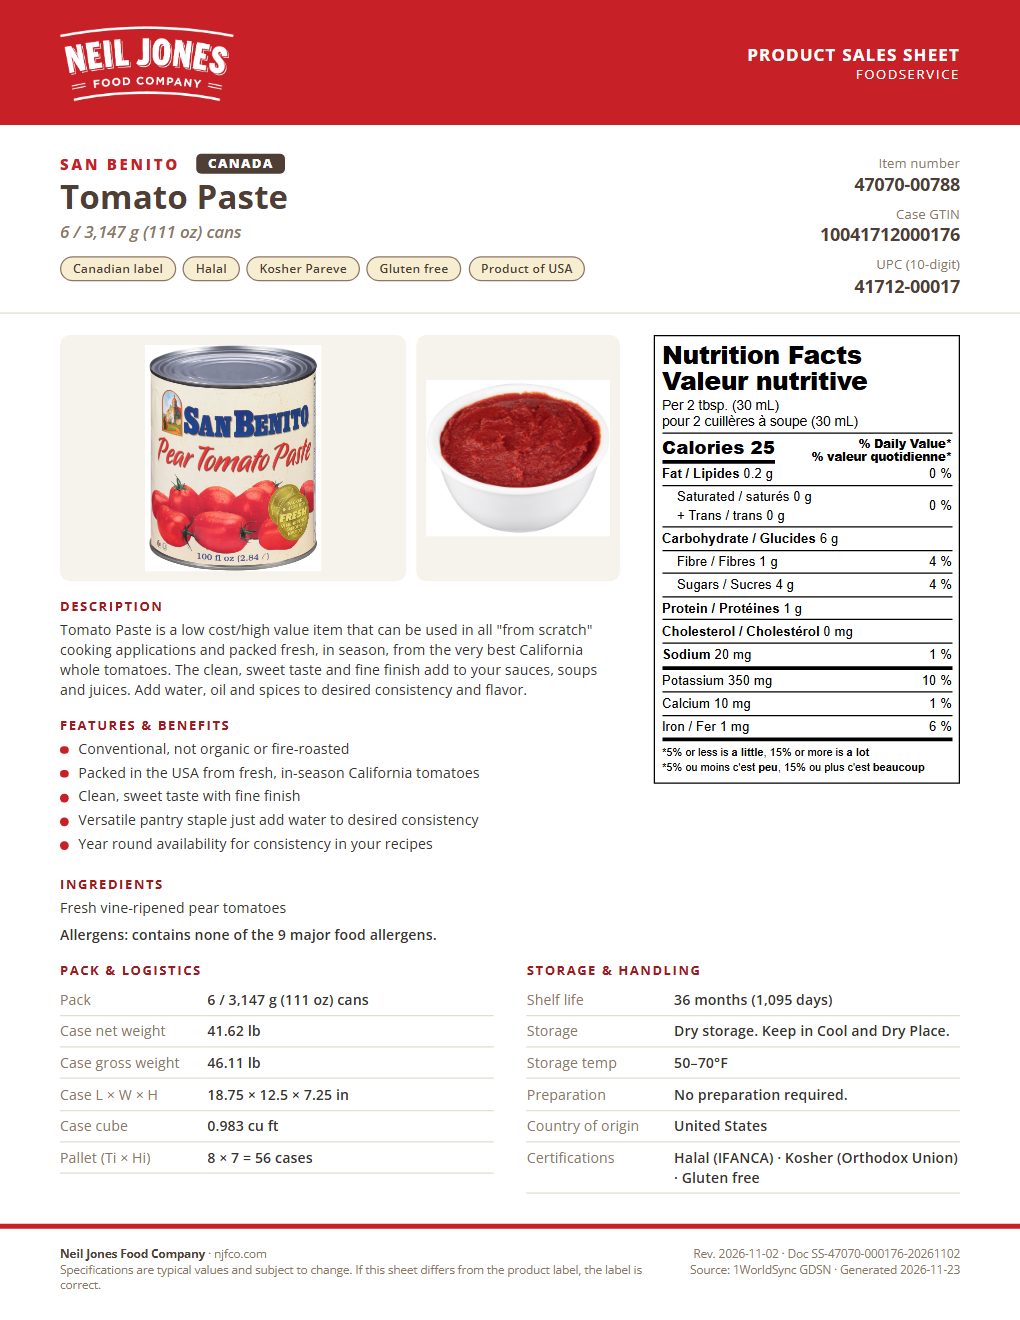 NEIL JONES
FOOD COMPANY
PRODUCT SALES SHEET
FOODSERVICE
SAN BENITO CANADA
Tomato Paste
6 / 3,147 g (111 oz) cans
Canadian label Halal Kosher Pareve Gluten free Product of USA
Item number
47070-00788
Case GTIN
10041712000176
UPC (10-digit)
41712-00017
SAN BENITO
Pear Tomato Paste
FRESH
100 fl oz (2.84
Nutrition Facts
Valeur nutritive
Per 2 tbsp. (30 mL)
pour 2 cuillères à soupe (30 mL)
Calories 25 % Daily Value*
% valeur quotidienne*
Fat / Lipides 0.2 g 0 %
Saturated / saturés 0 g
+ Trans / trans 0 g 0 %
Carbohydrate / Glucides 6 g
Fibre / Fibres 1 g 4 %
Sugars / Sucres 4 g 4 %
Protein / Protéines 1 g
Cholesterol / Cholestérol 0 mg
Sodium 20 mg 1 %
Potassium 350 mg 10 %
Calcium 10 mg 1 %
Iron / Fer 1 mg 6 %
*5% or less is a little, 15% or more is a lot
*5% ou moins c'est peu, 15% ou plus c'est beaucoup
DESCRIPTION
Tomato Paste is a low cost/high value item that can be used in all "from scratch"
cooking applications and packed fresh, in season, from the very best California
whole tomatoes. The clean, sweet taste and fine finish add to your sauces, soups
and juices. Add water, oil and spices to desired consistency and flavor.
FEATURES & BENEFITS
Conventional, not organic or fire-roasted
Packed in the USA from fresh, in-season California tomatoes
Clean, sweet taste with fine finish
Versatile pantry staple just add water to desired consistency
Year round availability for consistency in your recipes
INGREDIENTS
Fresh vine-ripened pear tomatoes
Allergens: contains none of the 9 major food allergens.
PACK & LOGISTICS
Pack 6 / 3,147 g (111 oz) cans
Case net weight 41.62 lb
Case gross weight 46.11 lb
Case L × W × H 18.75 × 12.5 × 7.25 in
Case cube 0.983 cu ft
Pallet (Ti × Hi) 8 × 7 = 56 cases
STORAGE & HANDLING
Shelf life 36 months (1,095 days)
Storage Dry storage. Keep in Cool and Dry Place.
Storage temp 50–70°F
Preparation No preparation required.
Country of origin United States
Certifications Halal (IFANCA) · Kosher (Orthodox Union)
· Gluten free
Neil Jones Food Company · njfco.com
Specifications are typical values and subject to change. If this sheet differs from the product label, the label is
correct.
Rev. 2026-11-02 · Doc SS-47070-000176-20261102
Source: 1WorldSync GDSN · Generated 2026-11-23